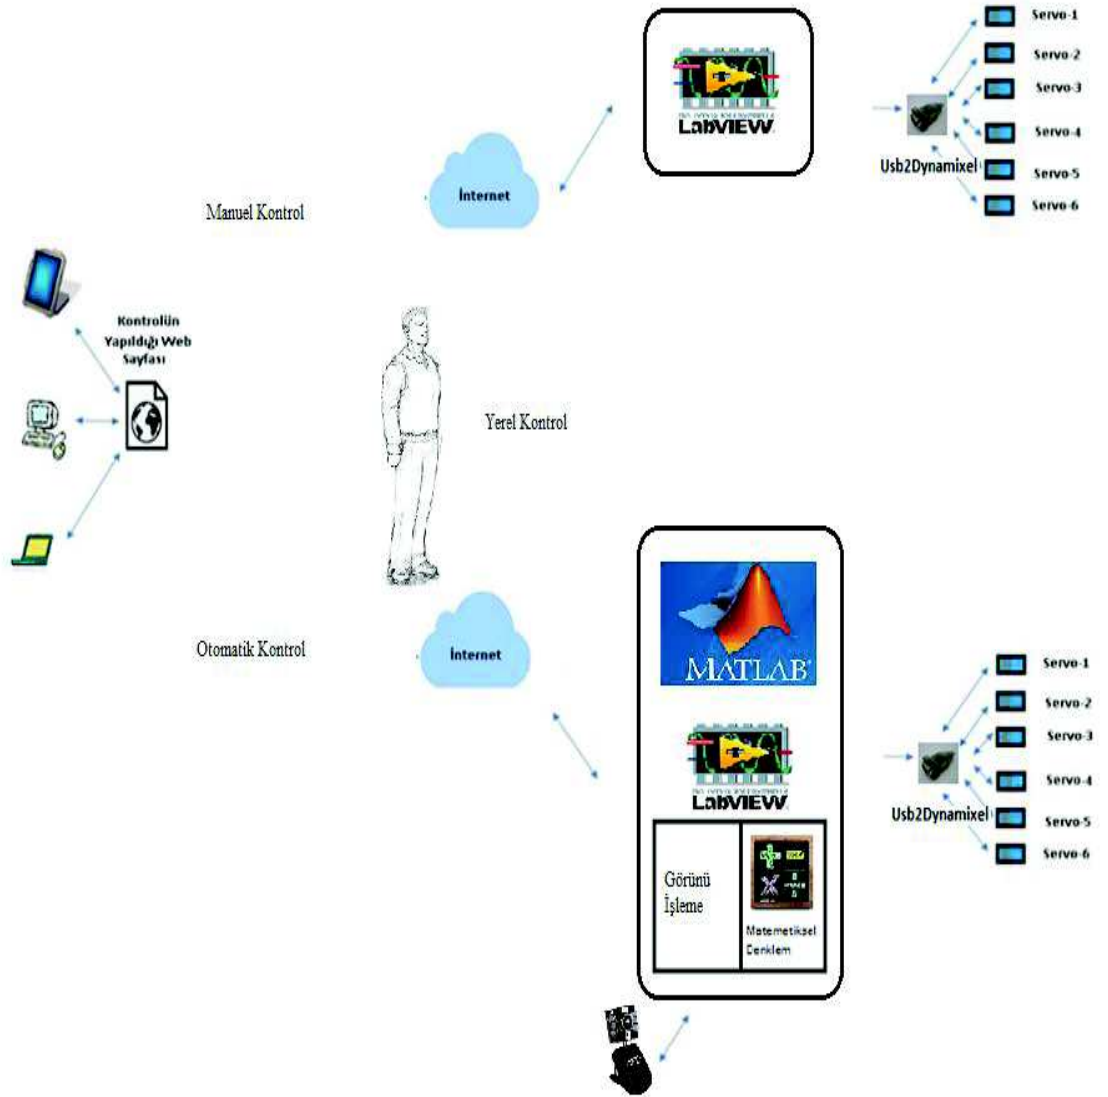 Servo-1
Servo-2
Servo-3
Servo-4
Servo-5
Servo-6
LabVIEW
Usb2Dynamixel
İnternet
Manuel Kontrol
Kontrolün
Yapıldığı Web
Sayfası
Yerel Kontrol
Otomatik Kontrol
İnternet
MATLAB
LabVIEW
Görünü
İşleme
Matemetiksel
Denklem
Usb2Dynamixel
Servo-1
Servo-2
Servo-3
Servo-4
Servo-5
Servo-6